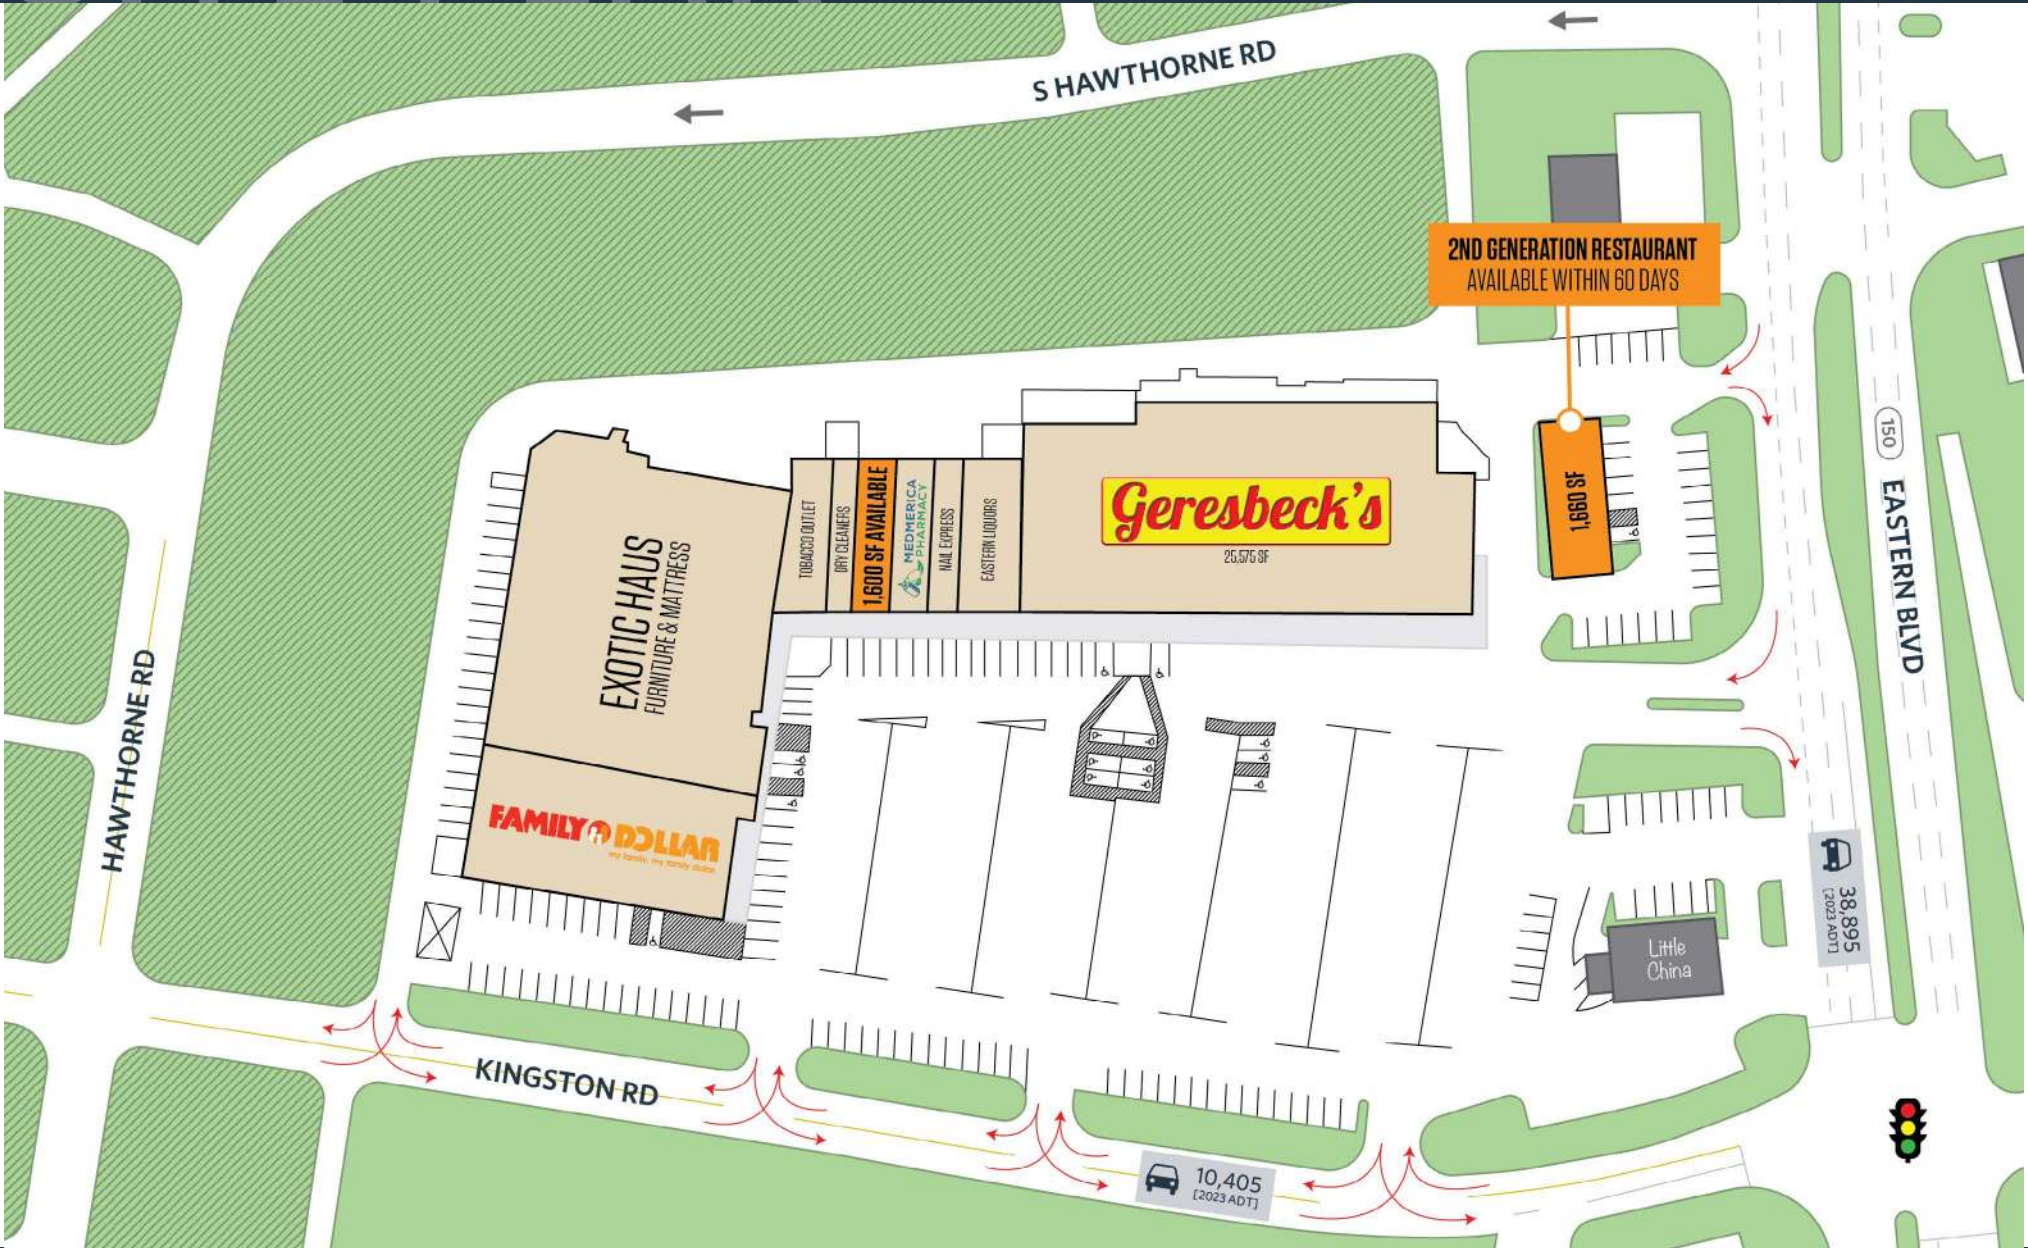 S HAWTHORNE RD
2ND GENERATION RESTAURANT
AVAILABLE WITHIN 60 DAYS
150
EASTERN BLVD
1,660 SF
EXOTIC HAUS
FURNITURE & MATTRESS
TOBACCO OUTLET
DRY CLEANERS
1,600 SF AVAILABLE
MEDMERICA
PHARMACY
NAIL EXPRESS
EASTERN LIQUORS
Geresbeck's
25,575 SF
HAWTHORNE RD
FAMILY DOLLAR
my family, my family dollar.
38,895
[2023 ADT]
Little
China
KINGSTON RD
10,405
[2023 ADT]